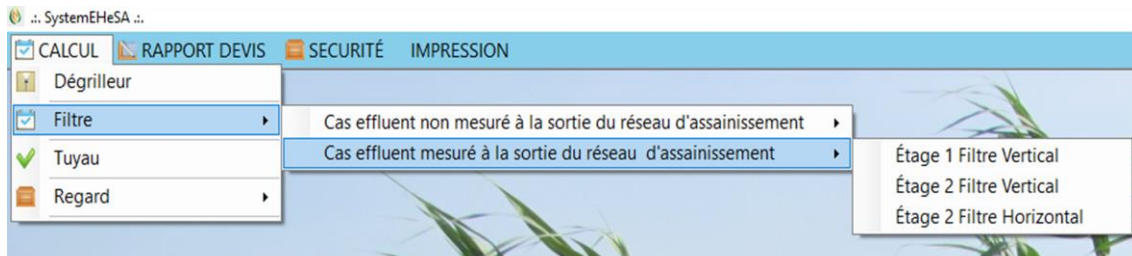 .:. SystemEHeSA .:.
CALCUL RAPPORT DEVIS SECURITÉ IMPRESSION
Dégrilleur
Filtre
Cas effluent non mesuré à la sortie du réseau d'assainissement
Cas effluent mesuré à la sortie du réseau d'assainissement
Étage 1 Filtre Vertical
Étage 2 Filtre Vertical
Étage 2 Filtre Horizontal
Tuyau
Regard